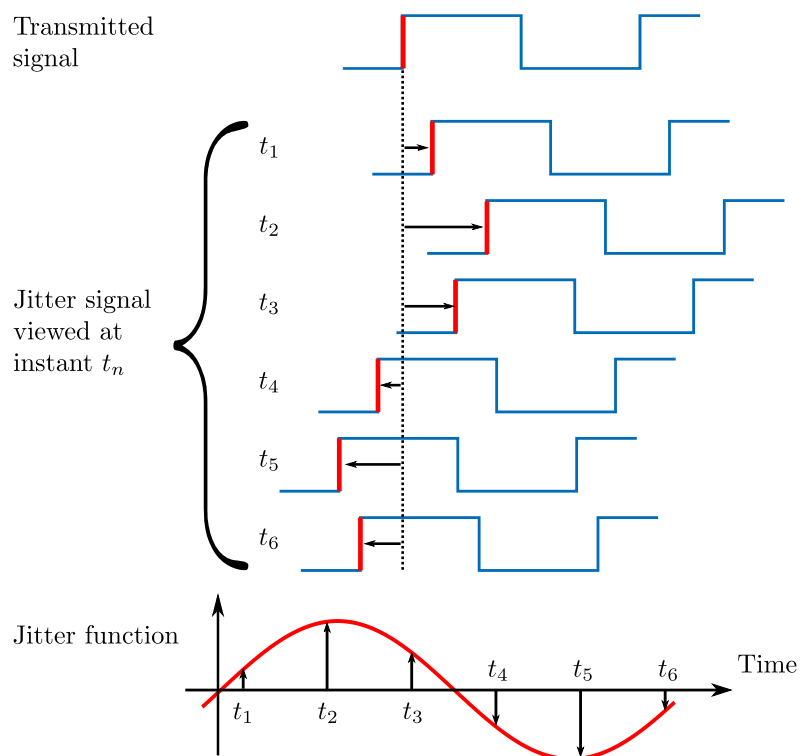 Transmitted
signal
t₁
t₂
Jitter signal
viewed at
instant tₙ
t₃
t₄
t₅
t₆
Jitter function
Time
t₄ t₅ t₆
t₁ t₂ t₃